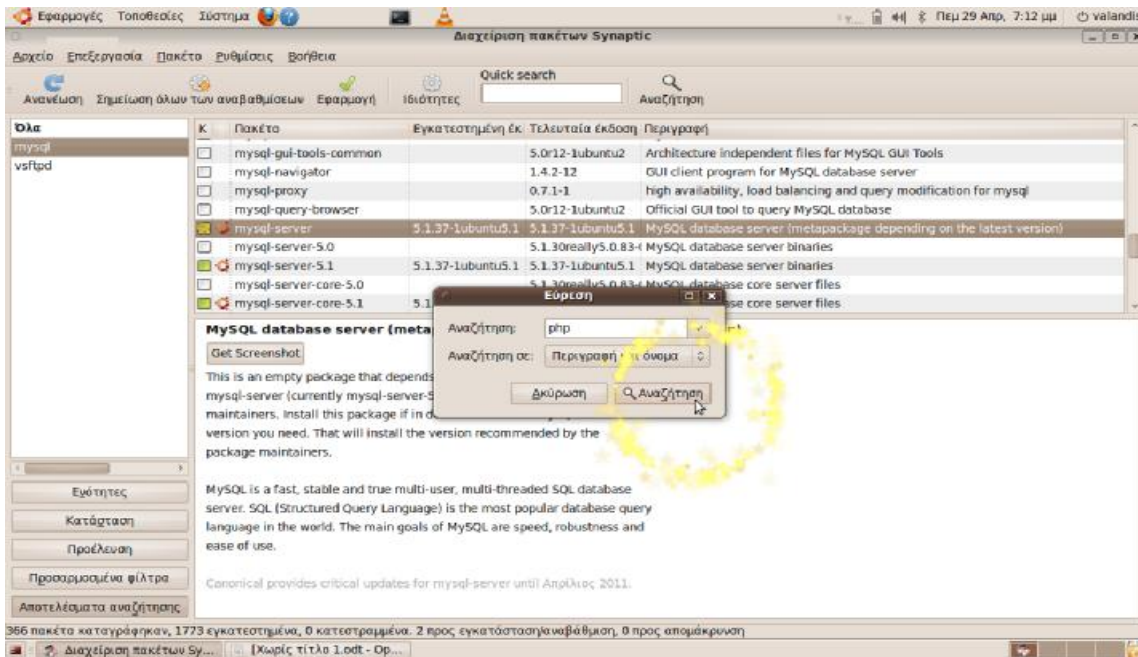 Εφαρμογές Τοποθεσίες Σύστημα Πεμ 29 Απρ, 7:12 μμ valandis
Διαχείριση πακέτων Synaptic
Αρχείο Επεξεργασία Πακέτο Ρυθμίσεις Βοήθεια
Quick search
Ανανέωση Σημείωση όλων των αναβαθμίσεων Εφαρμογή Ιδιότητες Αναζήτηση
Όλα
mysql
vsftpd
Κ Πακέτο Εγκατεστημένη έκ Τελευταία έκδοση Περιγραφή
mysql-gui-tools-common 5.0r12-1ubuntu2 Architecture independent files for MySQL GUI Tools
mysql-navigator 1.4.2-12 GUI client program for MySQL database server
mysql-proxy 0.7.1-1 high availability, load balancing and query modification for mysql
mysql-query-browser 5.0r12-1ubuntu2 Official GUI tool to query MySQL database
mysql-server 5.1.37-1ubuntu5.1 5.1.37-1ubuntu5.1 MySQL database server (metapackage depending on the latest version)
mysql-server-5.0 5.1.30really5.0.83-( MySQL database server binaries
mysql-server-5.1 5.1.37-1ubuntu5.1 5.1.37-1ubuntu5.1 MySQL database server binaries
mysql-server-core-5.0 5.1.30really5.0.83-( MySQL database core server files
mysql-server-core-5.1 5.1 se core server files
Εύρεση
Αναζήτηση: php
Αναζήτηση σε: Περιγραφή και όνομα
Ακύρωση Αναζήτηση
MySQL database server (meta
Get Screenshot
This is an empty package that depends
mysql-server (currently mysql-server-5
maintainers. Install this package if in d
version you need. That will install the version recommended by the
package maintainers.
MySQL is a fast, stable and true multi-user, multi-threaded SQL database
server. SQL (Structured Query Language) is the most popular database query
language in the world. The main goals of MySQL are speed, robustness and
ease of use.
Canonical provides critical updates for mysql-server until Απρίλιος 2011.
Ενότητες
Κατάσταση
Προέλευση
Προσαρμοσμένα φίλτρα
Αποτελέσματα αναζήτησης
366 πακέτα καταγράφηκαν, 1773 εγκατεστημένα, 0 κατεστραμμένα. 2 προς εγκατάσταση/αναβάθμιση, 0 προς απομάκρυνση
Διαχείριση πακέτων Sy... [Χωρίς τίτλο 1.odt - Op...